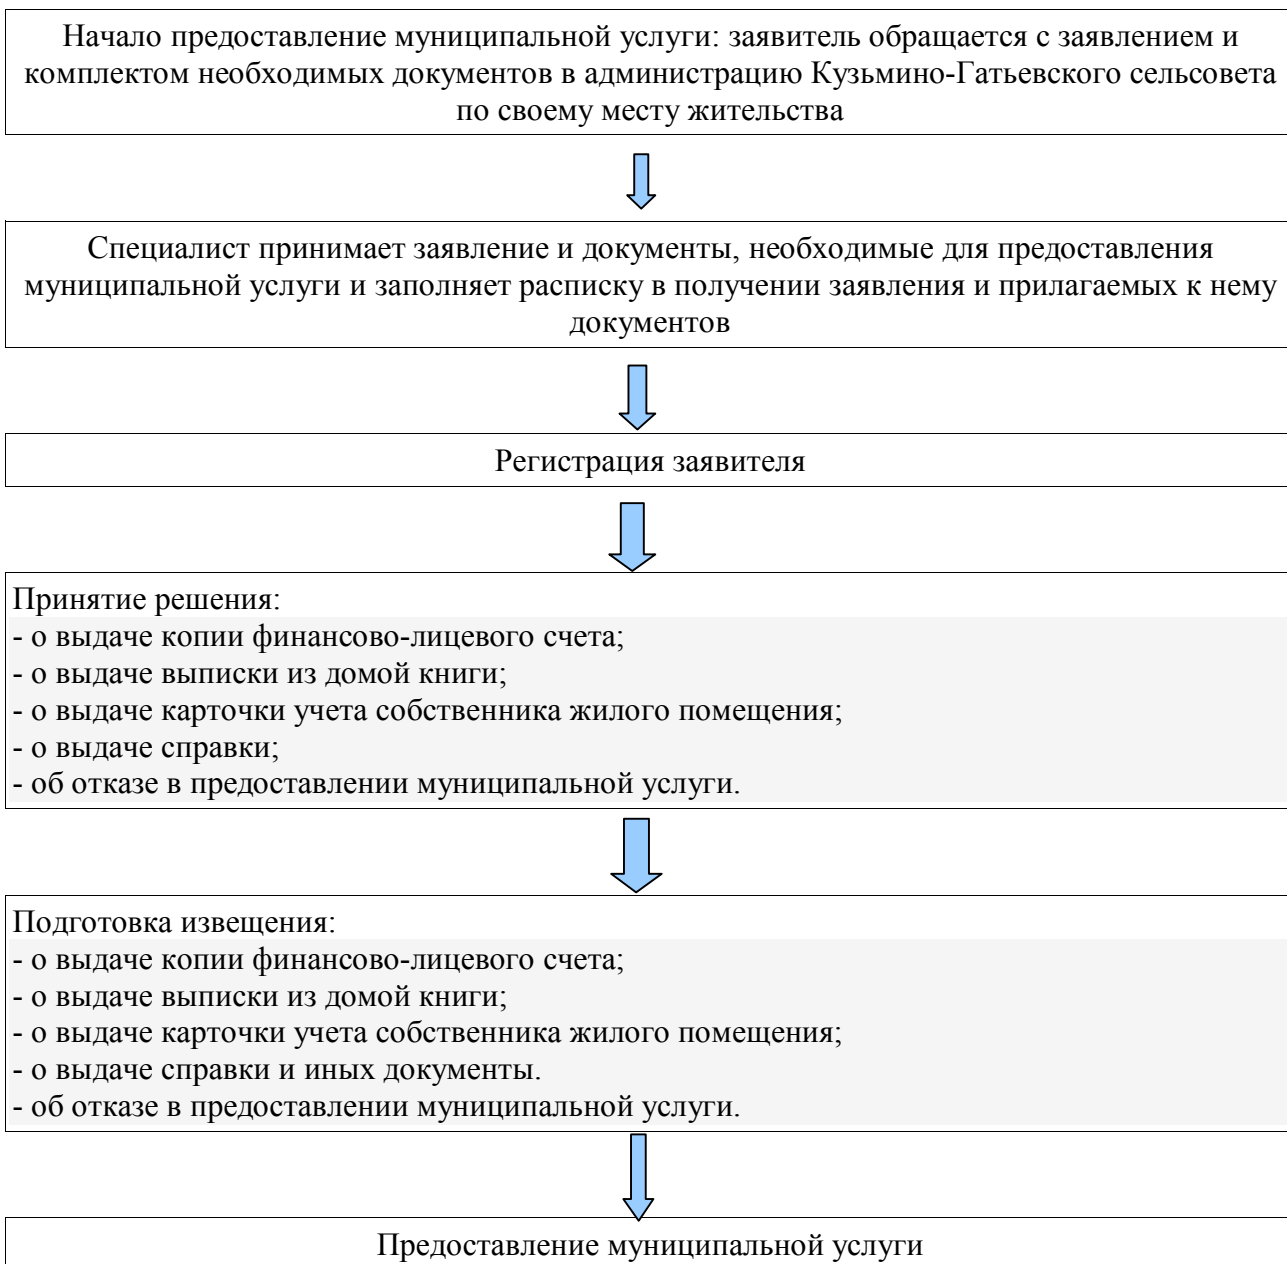 Начало предоставление муниципальной услуги: заявитель обращается с заявлением и
комплектом необходимых документов в администрацию Кузьмино-Гатьевского сельсовета
по своему месту жительства
Специалист принимает заявление и документы, необходимые для предоставления
муниципальной услуги и заполняет расписку в получении заявления и прилагаемых к нему
документов
Регистрация заявителя
Принятие решения:
- о выдаче копии финансово-лицевого счета;
- о выдаче выписки из домой книги;
- о выдаче карточки учета собственника жилого помещения;
- о выдаче справки;
- об отказе в предоставлении муниципальной услуги.
Подготовка извещения:
- о выдаче копии финансово-лицевого счета;
- о выдаче выписки из домой книги;
- о выдаче карточки учета собственника жилого помещения;
- о выдаче справки и иных документы.
- об отказе в предоставлении муниципальной услуги.
Предоставление муниципальной услуги